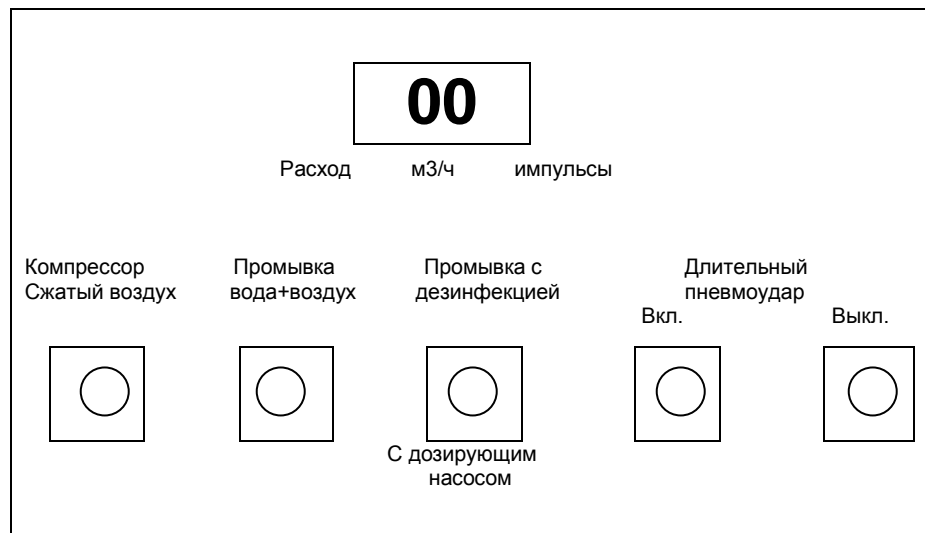 00
Расход м3/ч импульсы
Компрессор
Сжатый воздух
Промывка
вода+воздух
Промывка с
дезинфекцией
Длительный
пневмоудар
Вкл. Выкл.
С дозирующим
насосом